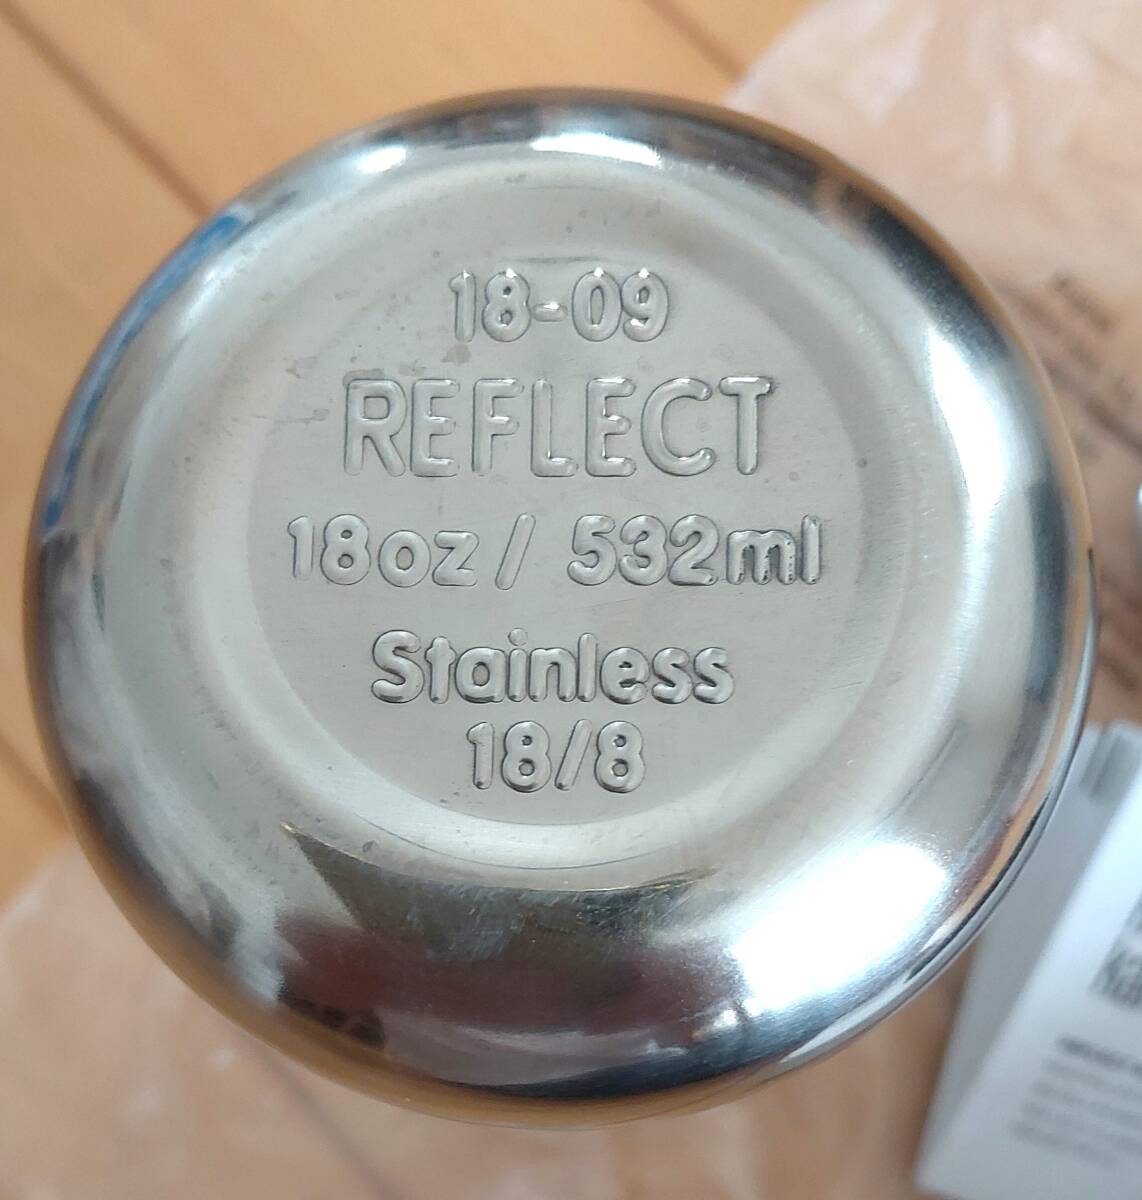 18-09
REFLECT
18oz/ 532ml
Stainless
18/8